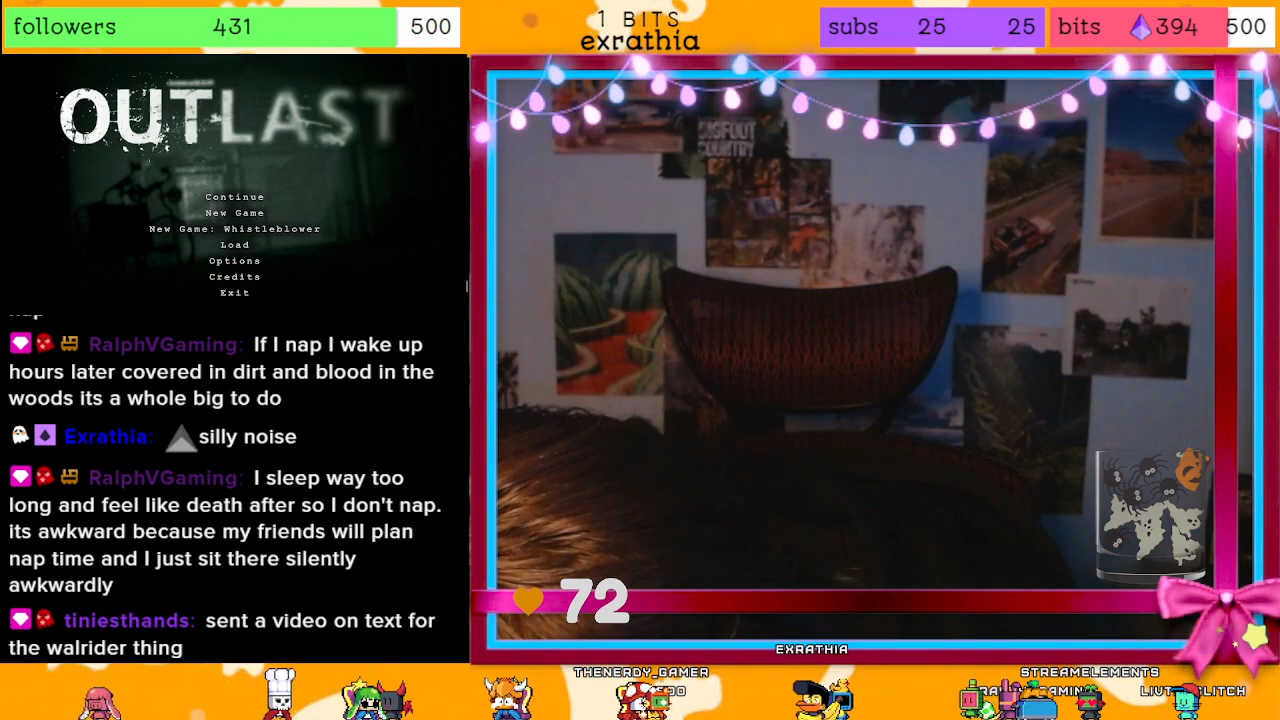 followers 431 500
1 BITS
exrathia
subs 25 25
bits 394 500
OUTLAST
Continue
New Game
New Game: Whistleblower
Load
Options
Credits
Exit
BIGFOOT
COUNTRY
RalphVGaming: If I nap I wake up
hours later covered in dirt and blood in the
woods its a whole big to do
Exrathia: silly noise
RalphVGaming: I sleep way too
long and feel like death after so I don't nap.
its awkward because my friends will plan
nap time and I just sit there silently
awkwardly
tiniesthands: sent a video on text for
the walrider thing
72
EXRATHIA
THENERDY_GAMER
STREAMELEMENTS